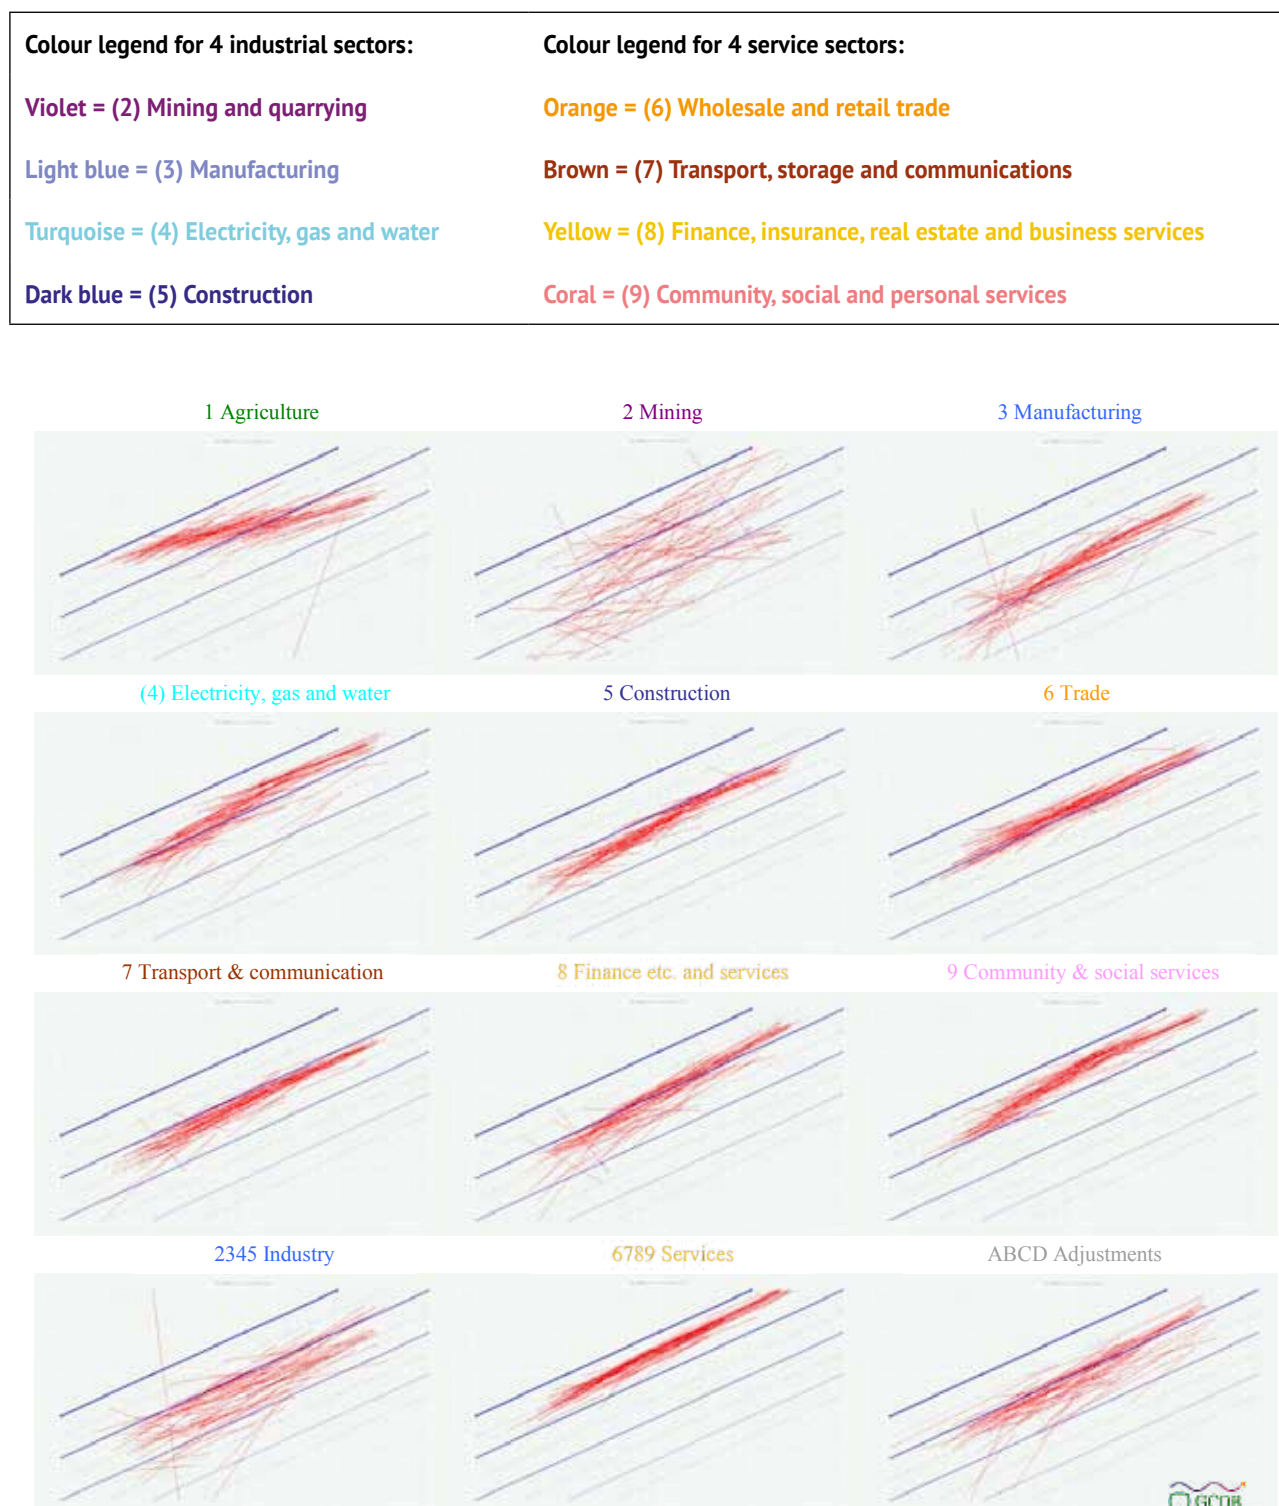 Colour legend for 4 industrial sectors:
Colour legend for 4 service sectors:
Violet = (2) Mining and quarrying
Orange = (6) Wholesale and retail trade
Light blue = (3) Manufacturing
Brown = (7) Transport, storage and communications
Turquoise = (4) Electricity, gas and water
Yellow = (8) Finance, insurance, real estate and business services
Dark blue = (5) Construction
Coral = (9) Community, social and personal services
1 Agriculture
2 Mining
3 Manufacturing
(4) Electricity, gas and water
5 Construction
6 Trade
7 Transport & communication
8 Finance etc. and services
9 Community & social services
2345 Industry
6789 Services
ABCD Adjustments